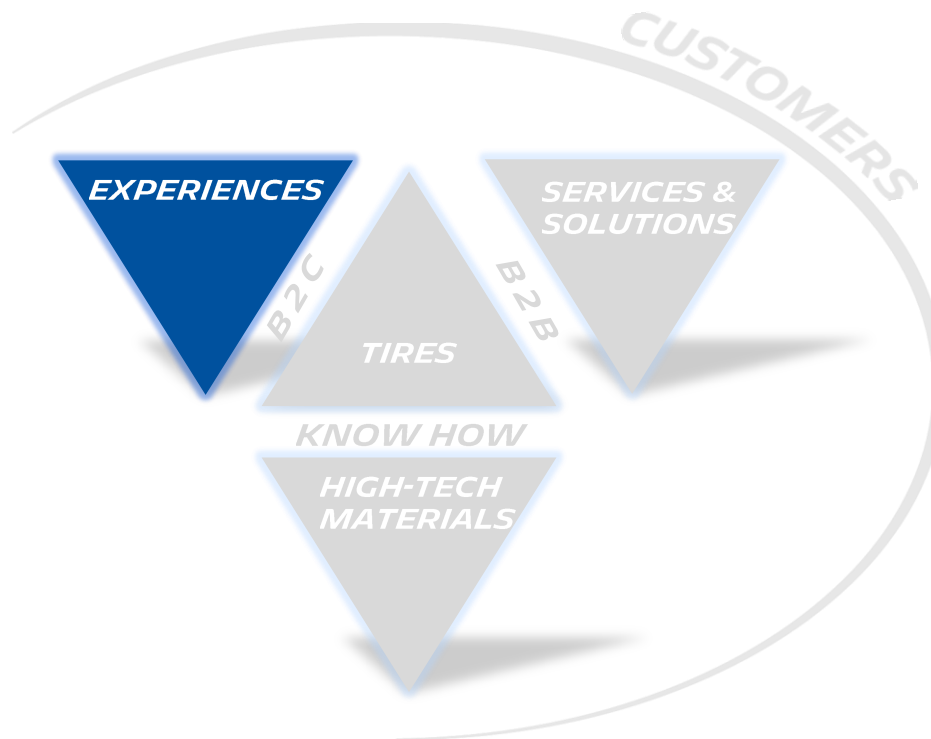 CUSTOMERS
EXPERIENCES
SERVICES &
SOLUTIONS
B2C
B2B
TIRES
KNOW HOW
HIGH-TECH
MATERIALS